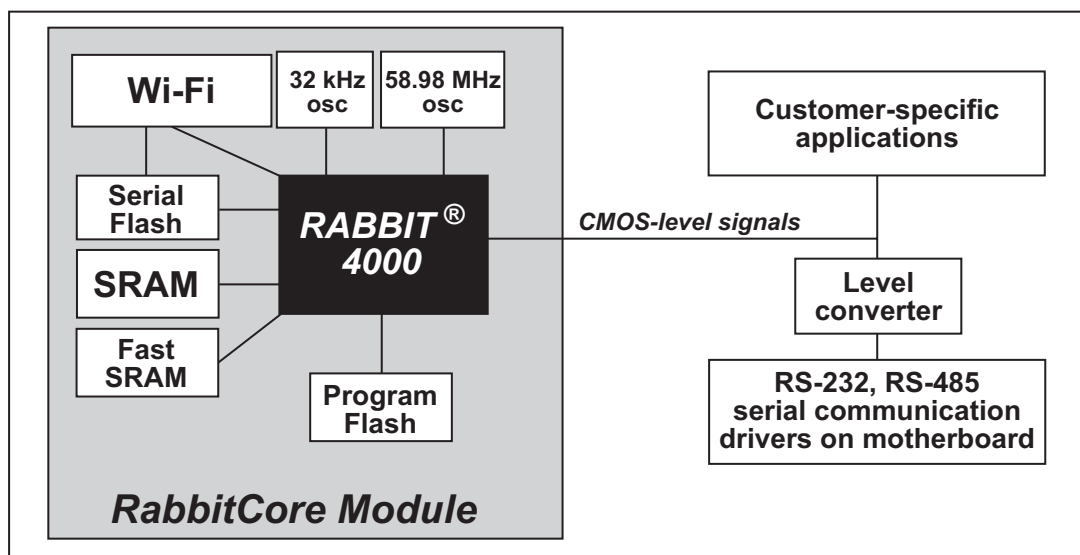 Wi-Fi
32 kHz
osc
58.98 MHz
osc
Serial
Flash
SRAM
Fast
SRAM
RABBIT ®
4000
Program
Flash
RabbitCore Module
CMOS-level signals
Customer-specific
applications
Level
converter
RS-232, RS-485
serial communication
drivers on motherboard